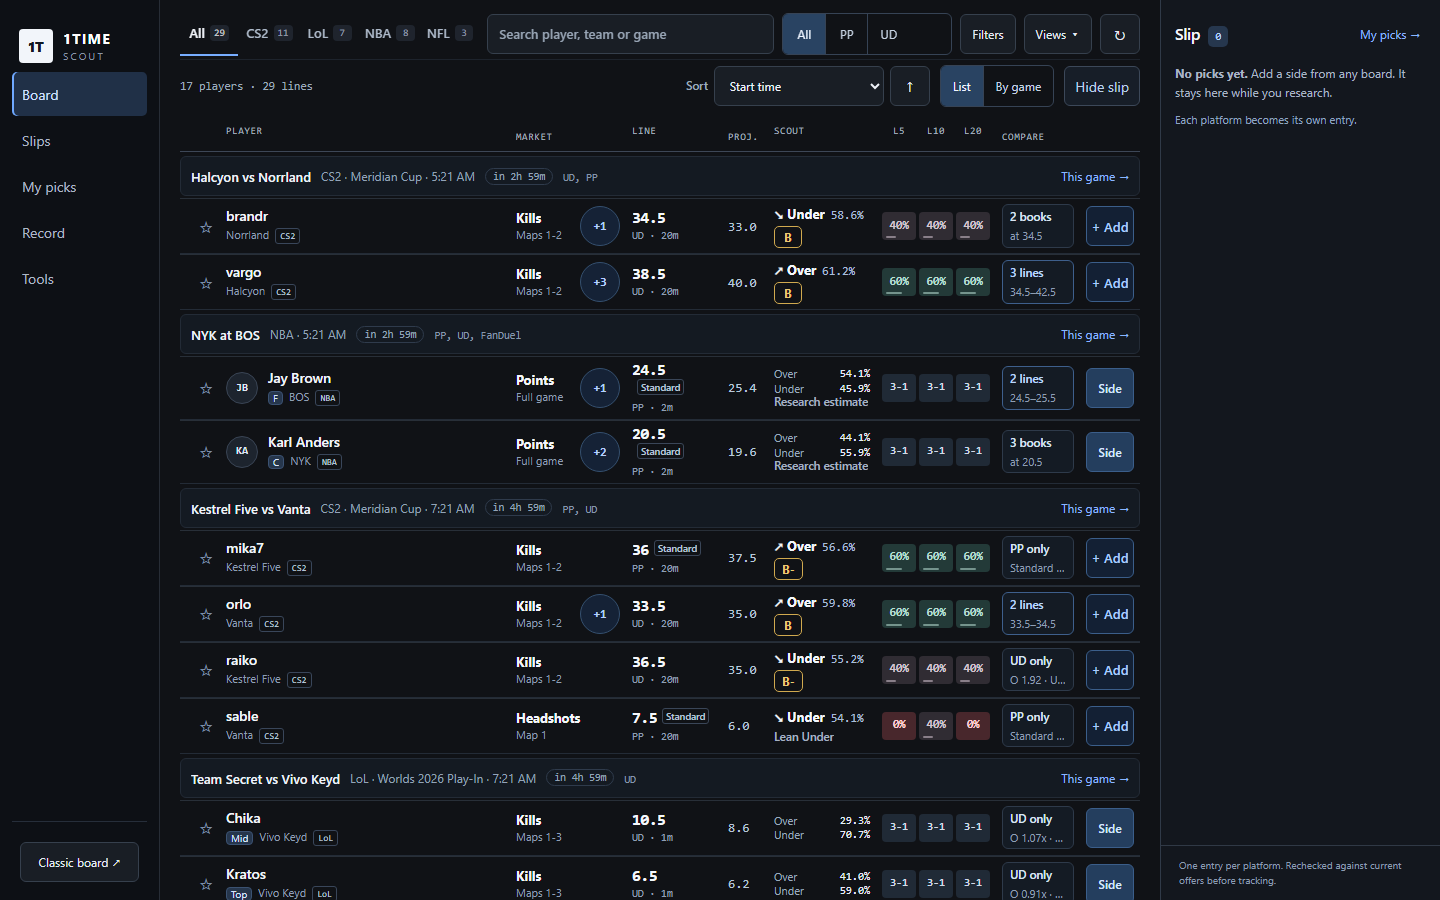 1T 1TIME SCOUT
Board
Slips
My picks
Record
Tools
Classic board ↗
All 29 CS2 11 LoL 7 NBA 8 NFL 3 Search player, team or game All PP UD Filters Views ▾ ↻
17 players · 29 lines Sort Start time ↑ List By game Hide slip
PLAYER MARKET LINE PROJ. SCOUT L5 L10 L20 COMPARE
Halcyon vs Norrland CS2 · Meridian Cup · 5:21 AM in 2h 59m UD, PP This game →
☆ brandr Kills +1 34.5 33.0 ↘ Under 58.6% 40% 40% 40% 2 books + Add
Norrland CS2 Maps 1-2 UD · 20m B at 34.5
☆ vargo Kills +3 38.5 40.0 ↗ Over 61.2% 60% 60% 60% 3 lines + Add
Halcyon CS2 Maps 1-2 UD · 20m B 34.5–42.5
NYK at BOS NBA · 5:21 AM in 2h 59m PP, UD, FanDuel This game →
☆ JB Jay Brown Points +1 24.5 Standard 25.4 Over 54.1% 3-1 3-1 3-1 2 lines Side
F BOS NBA Full game PP · 2m Under 45.9% Research estimate 24.5–25.5
☆ KA Karl Anders Points +2 20.5 Standard 19.6 Over 44.1% 3-1 3-1 3-1 3 books Side
C NYK NBA Full game PP · 2m Under 55.9% Research estimate at 20.5
Kestrel Five vs Vanta CS2 · Meridian Cup · 7:21 AM in 4h 59m PP, UD This game →
☆ mika7 Kills 36 Standard 37.5 ↗ Over 56.6% 60% 60% 60% PP only + Add
Kestrel Five CS2 Maps 1-2 PP · 20m B- Standard ...
☆ orlo Kills +1 33.5 35.0 ↗ Over 59.8% 60% 60% 60% 2 lines + Add
Vanta CS2 Maps 1-2 UD · 20m B 33.5–34.5
☆ raiko Kills 36.5 35.0 ↘ Under 55.2% 40% 40% 40% UD only + Add
Kestrel Five CS2 Maps 1-2 UD · 20m B- O 1.92 · U...
☆ sable Headshots 7.5 Standard 6.0 ↘ Under 54.1% 0% 40% 0% PP only + Add
Vanta CS2 Map 1 PP · 20m Lean Under Standard ...
Team Secret vs Vivo Keyd LoL · Worlds 2026 Play-In · 7:21 AM in 4h 59m UD This game →
☆ Chika Kills 10.5 8.6 Over 29.3% 3-1 3-1 3-1 UD only Side
Mid Vivo Keyd LoL Maps 1-3 UD · 1m Under 70.7% O 1.07x · ...
☆ Kratos Kills 6.5 6.2 Over 41.0% 3-1 3-1 3-1 UD only Side
Top Vivo Keyd LoL Maps 1-3 UD · 1m Under 59.0% O 0.91x · ...
Slip 0 My picks →
No picks yet. Add a side from any board. It
stays here while you research.
Each platform becomes its own entry.
One entry per platform. Rechecked against current
offers before tracking.